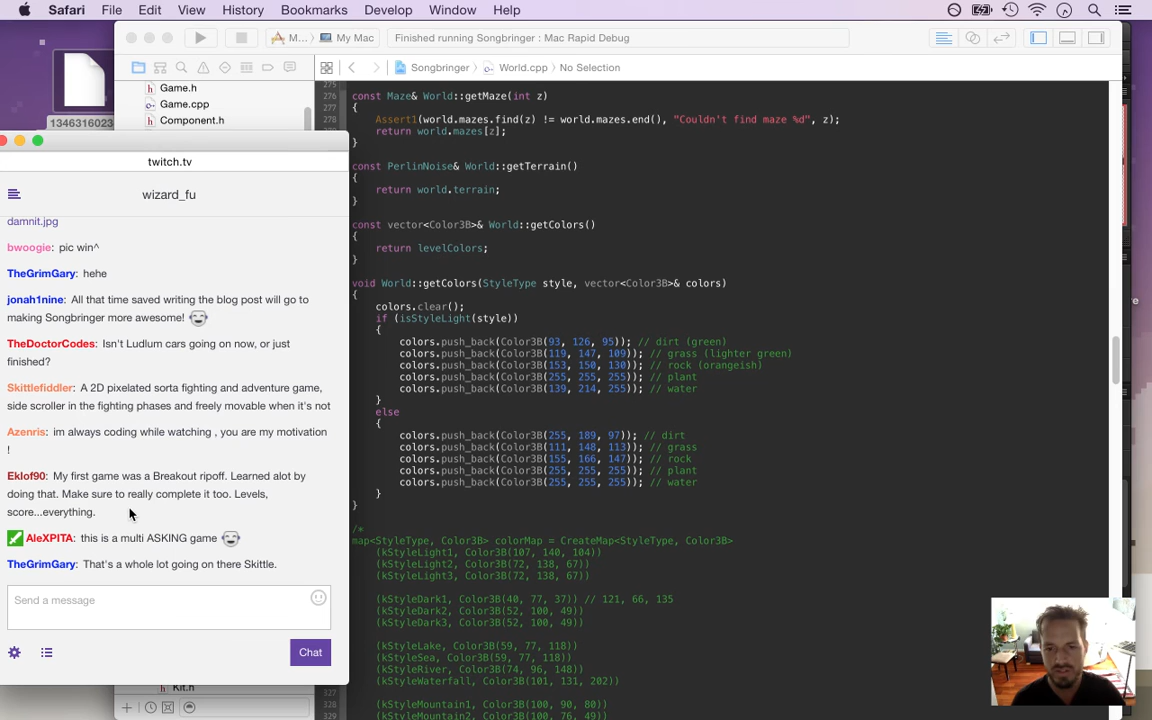 Safari File Edit View History Bookmarks Develop Window Help
M... My Mac Finished running Songbringer : Mac Rapid Debug
Songbringer World.cpp No Selection
Game.h
Game.cpp
Component.h
1346316023
twitch.tv
wizard_fu
damnit.jpg
bwoogie: pic win^
TheGrimGary: hehe
jonah1nine: All that time saved writing the blog post will go to
making Songbringer more awesome!
TheDoctorCodes: Isn't Ludlum cars going on now, or just
finished?
Skittlefiddler: A 2D pixelated sorta fighting and adventure game,
side scroller in the fighting phases and freely movable when it's not
Azenris: im always coding while watching , you are my motivation
!
Eklof90: My first game was a Breakout ripoff. Learned alot by
doing that. Make sure to really complete it too. Levels,
score...everything.
AleXPITA: this is a multi ASKING game
TheGrimGary: That's a whole lot going on there Skittle.
Send a message
Chat
Kit.h
275
276 const Maze& World::getMaze(int z)
277 {
278 Assert1(world.mazes.find(z) != world.mazes.end(), "Couldn't find maze %d", z);
279 return world.mazes[z];
}
const PerlinNoise& World::getTerrain()
{
return world.terrain;
}
const vector<Color3B>& World::getColors()
{
return levelColors;
}
void World::getColors(StyleType style, vector<Color3B>& colors)
{
colors.clear();
if (isStyleLight(style))
{
colors.push_back(Color3B(93, 126, 95)); // dirt (green)
colors.push_back(Color3B(119, 147, 109)); // grass (lighter green)
colors.push_back(Color3B(153, 150, 130)); // rock (orangeish)
colors.push_back(Color3B(255, 255, 255)); // plant
colors.push_back(Color3B(139, 214, 255)); // water
}
else
{
colors.push_back(Color3B(255, 189, 97)); // dirt
colors.push_back(Color3B(111, 148, 113)); // grass
colors.push_back(Color3B(155, 166, 147)); // rock
colors.push_back(Color3B(255, 255, 255)); // plant
colors.push_back(Color3B(255, 255, 255)); // water
}
}
/*
map<StyleType, Color3B> colorMap = CreateMap<StyleType, Color3B>
(kStyleLight1, Color3B(107, 140, 104))
(kStyleLight2, Color3B(72, 138, 67))
(kStyleLight3, Color3B(72, 138, 67))
(kStyleDark1, Color3B(40, 77, 37)) // 121, 66, 135
(kStyleDark2, Color3B(52, 100, 49))
(kStyleDark3, Color3B(52, 100, 49))
(kStyleLake, Color3B(59, 77, 118))
(kStyleSea, Color3B(59, 77, 118))
(kStyleRiver, Color3B(74, 96, 148))
(kStyleWaterfall, Color3B(101, 131, 202))
327
328 (kStyleMountain1, Color3B(100, 90, 80))
329 (kStyleMountain2, Color3B(100, 76, 49))